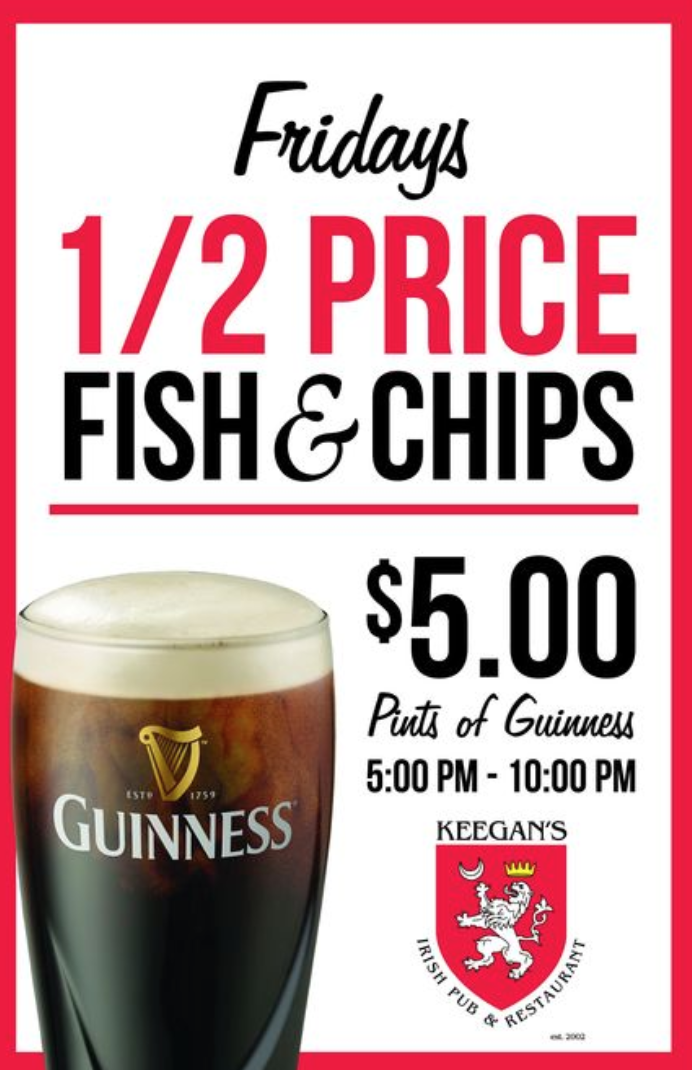 Fridays
1/2 PRICE
FISH & CHIPS
$5.00
Pints of Guinness
5:00 PM - 10:00 PM
ESTD 1759
GUINNESS
KEEGAN'S
IRISH PUB & RESTAURANT
est. 2002